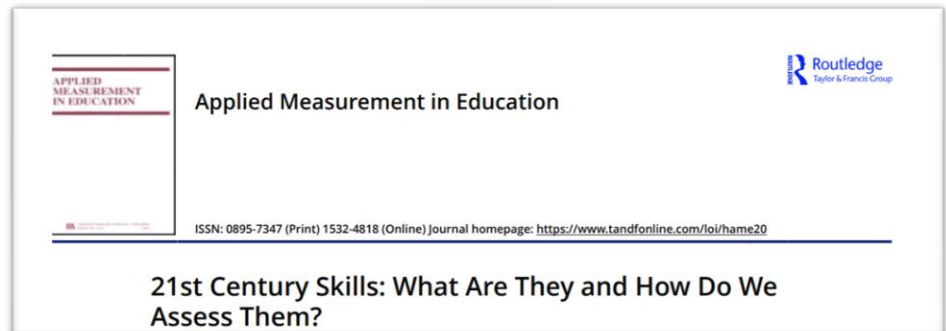 APPLIED
MEASUREMENT
IN EDUCATION
ROUTLEDGE
Routledge
Taylor & Francis Group
Applied Measurement in Education
ISSN: 0895-7347 (Print) 1532-4818 (Online) Journal homepage: https://www.tandfonline.com/loi/hame20
21st Century Skills: What Are They and How Do We
Assess Them?